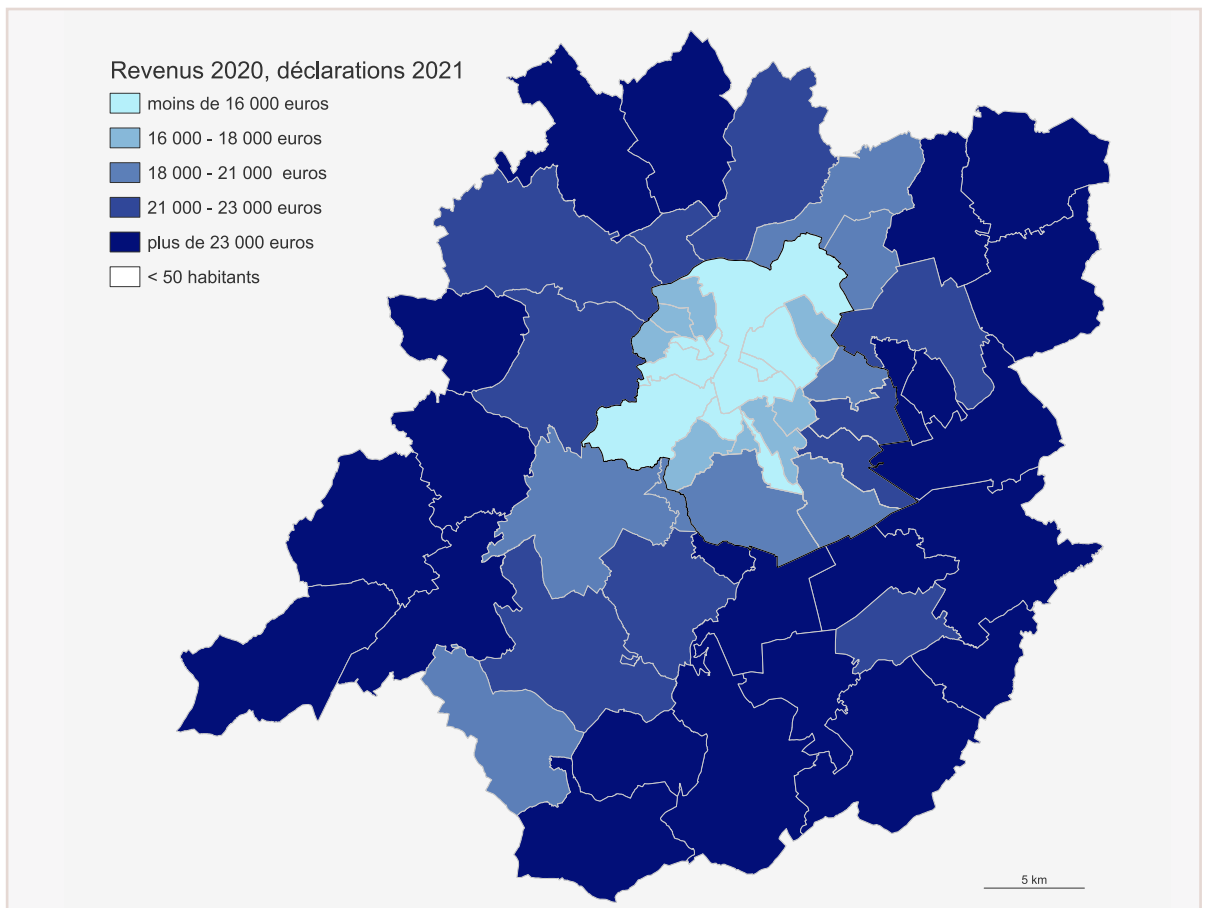 Revenus 2020, déclarations 2021
moins de 16 000 euros
16 000 - 18 000 euros
18 000 - 21 000 euros
21 000 - 23 000 euros
plus de 23 000 euros
< 50 habitants
5 km